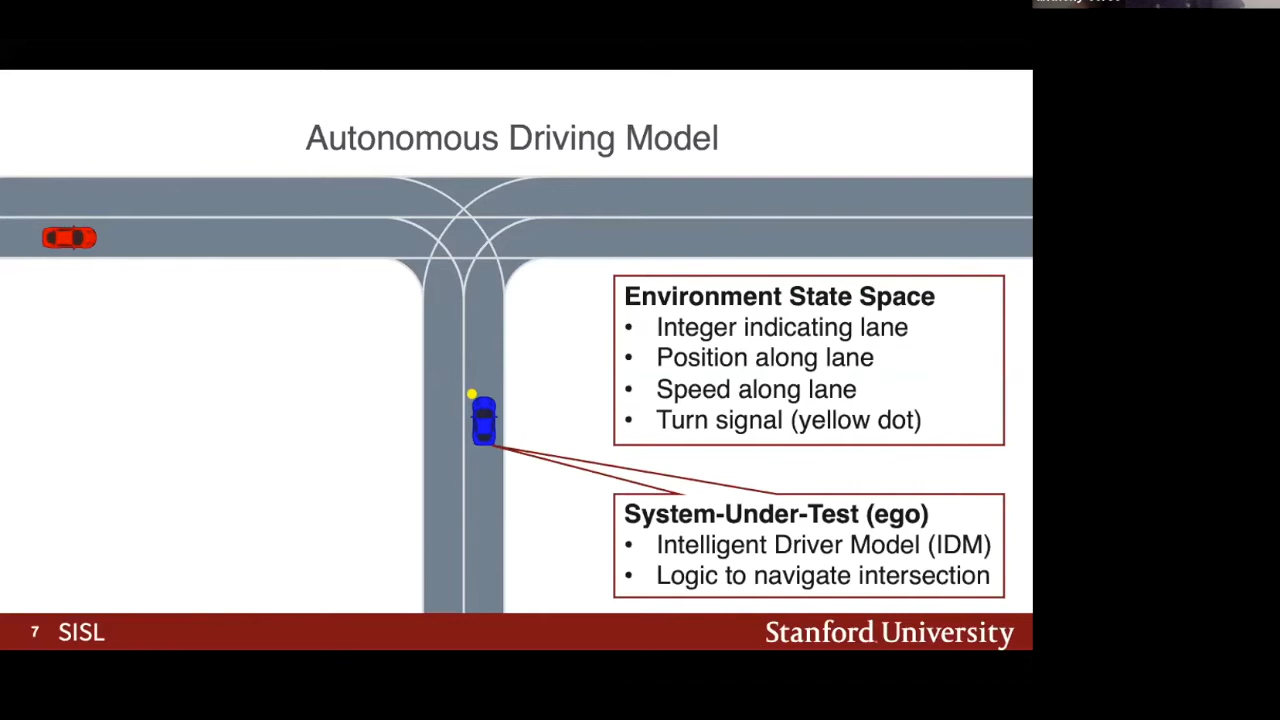 Autonomous Driving Model
Environment State Space
• Integer indicating lane
• Position along lane
• Speed along lane
• Turn signal (yellow dot)
System-Under-Test (ego)
• Intelligent Driver Model (IDM)
• Logic to navigate intersection
7 SISL
Stanford University